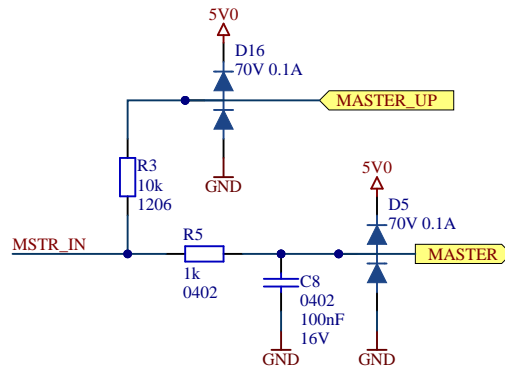 5V0
D16
70V 0.1A
MASTER_UP
R3
10k
1206
GND
5V0
D5
70V 0.1A
MSTR_IN
R5
1k
0402
MASTER
C8
0402
100nF
16V
GND
GND